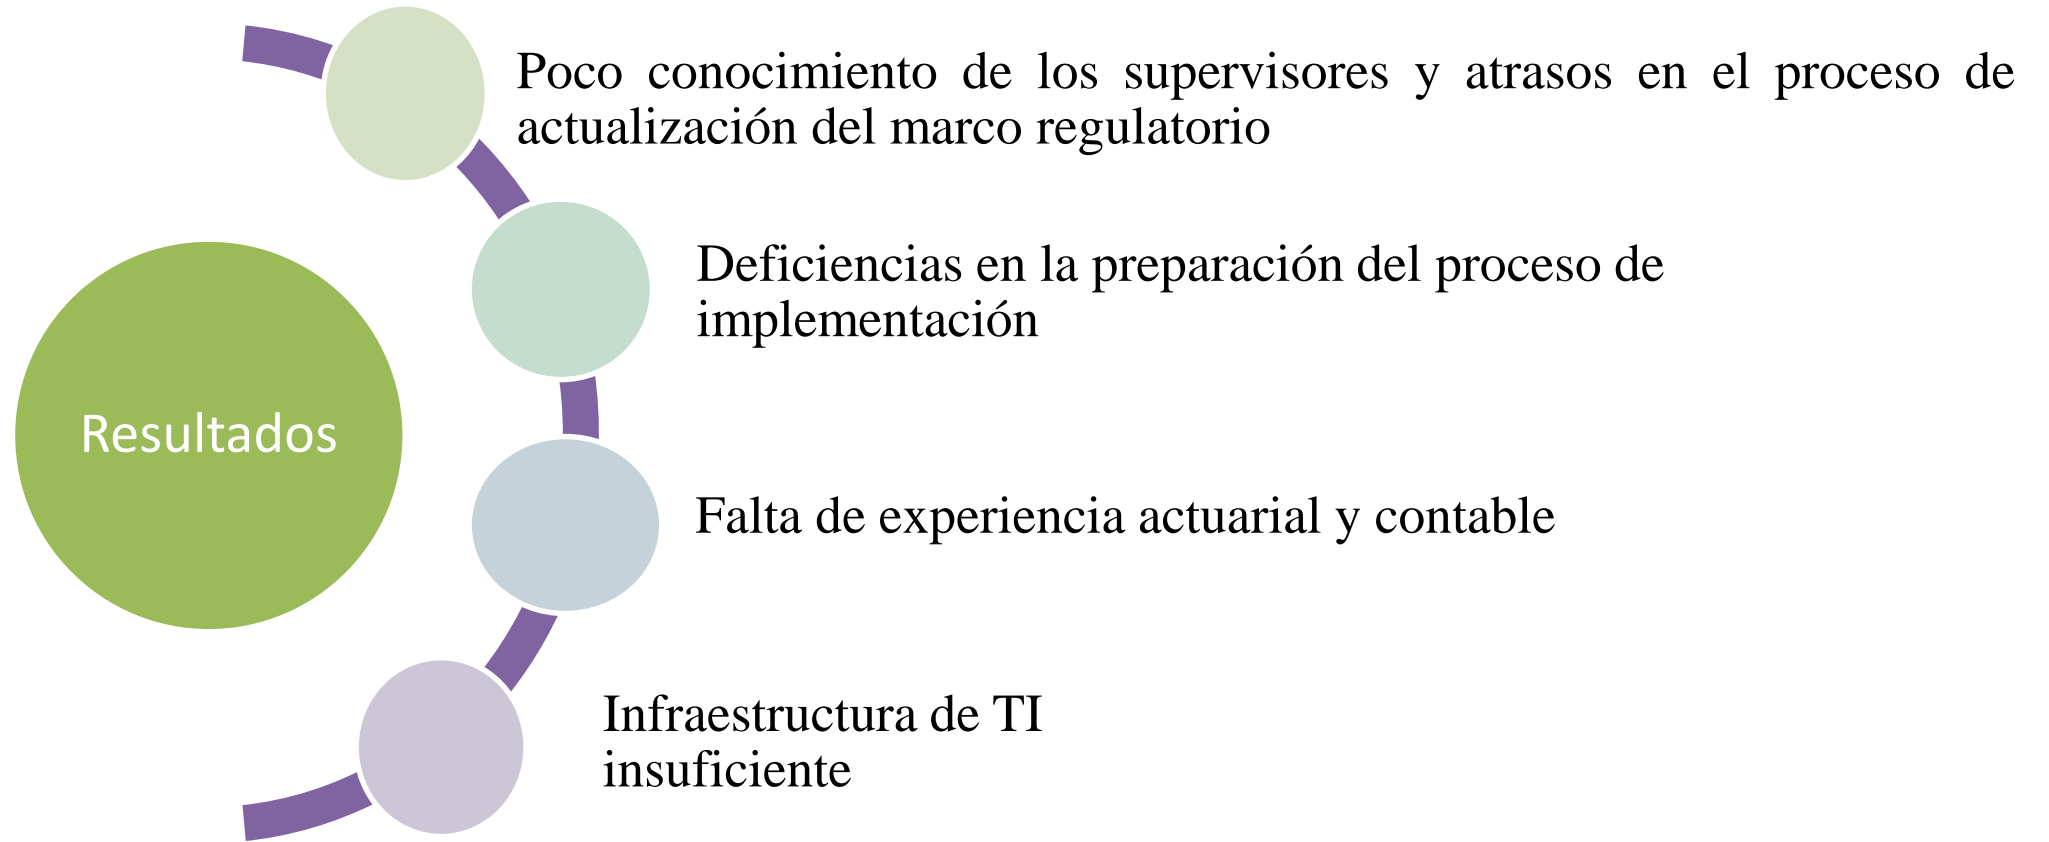 Resultados
Poco conocimiento de los supervisores y atrasos en el proceso de
actualización del marco regulatorio
Deficiencias en la preparación del proceso de
implementación
Falta de experiencia actuarial y contable
Infraestructura de TI
insuficiente